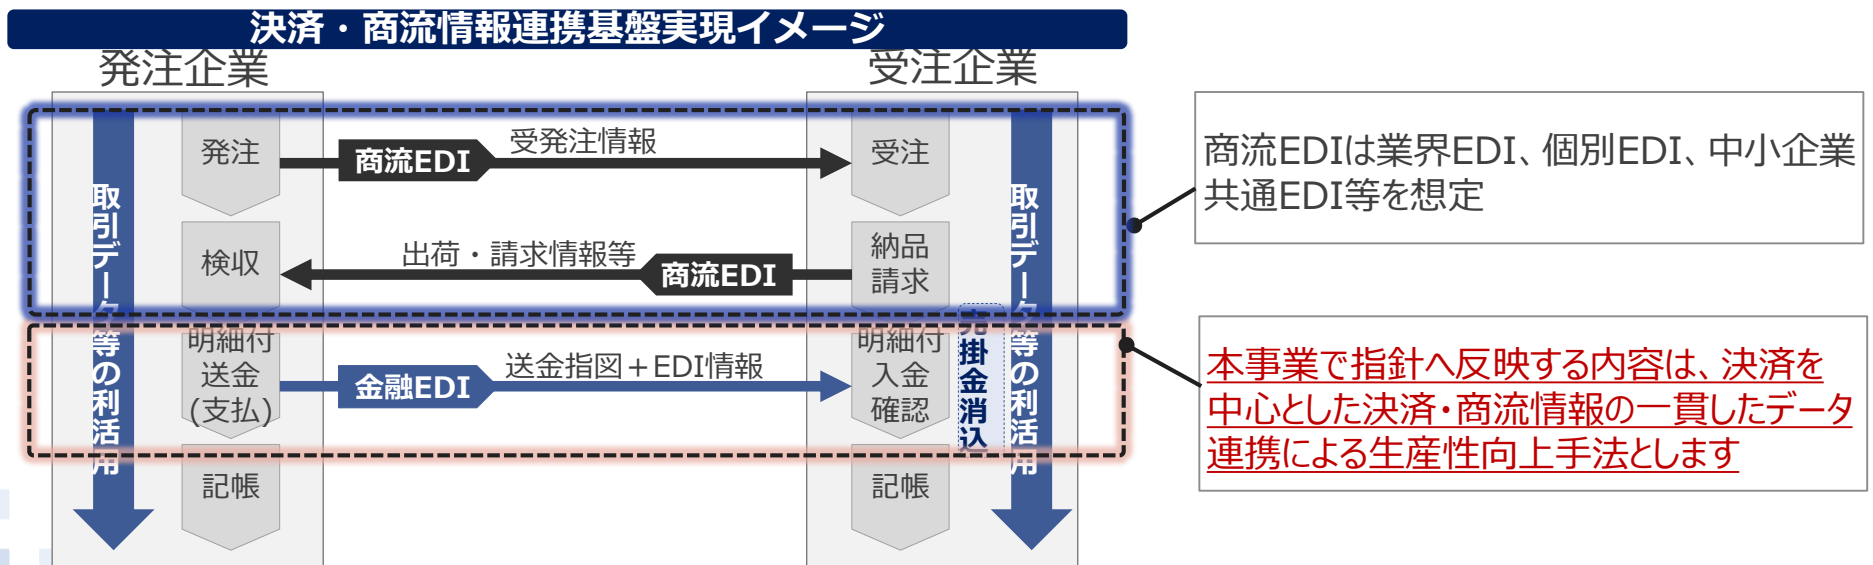 決済・商流情報連携基盤実現イメージ
発注企業
受注企業
取引データ等の利活用
発注
商流EDI
受発注情報
受注
検収
出荷・請求情報等
商流EDI
納品
請求
明細付
送金
(支払)
金融EDI
送金指図＋EDI情報
明細付
入金
確認
売掛金消込
記帳
記帳
取引データ等の利活用
商流EDIは業界EDI、個別EDI、中小企業
共通EDI等を想定
本事業で指針へ反映する内容は、決済を
中心とした決済・商流情報の一貫したデータ
連携による生産性向上手法とします